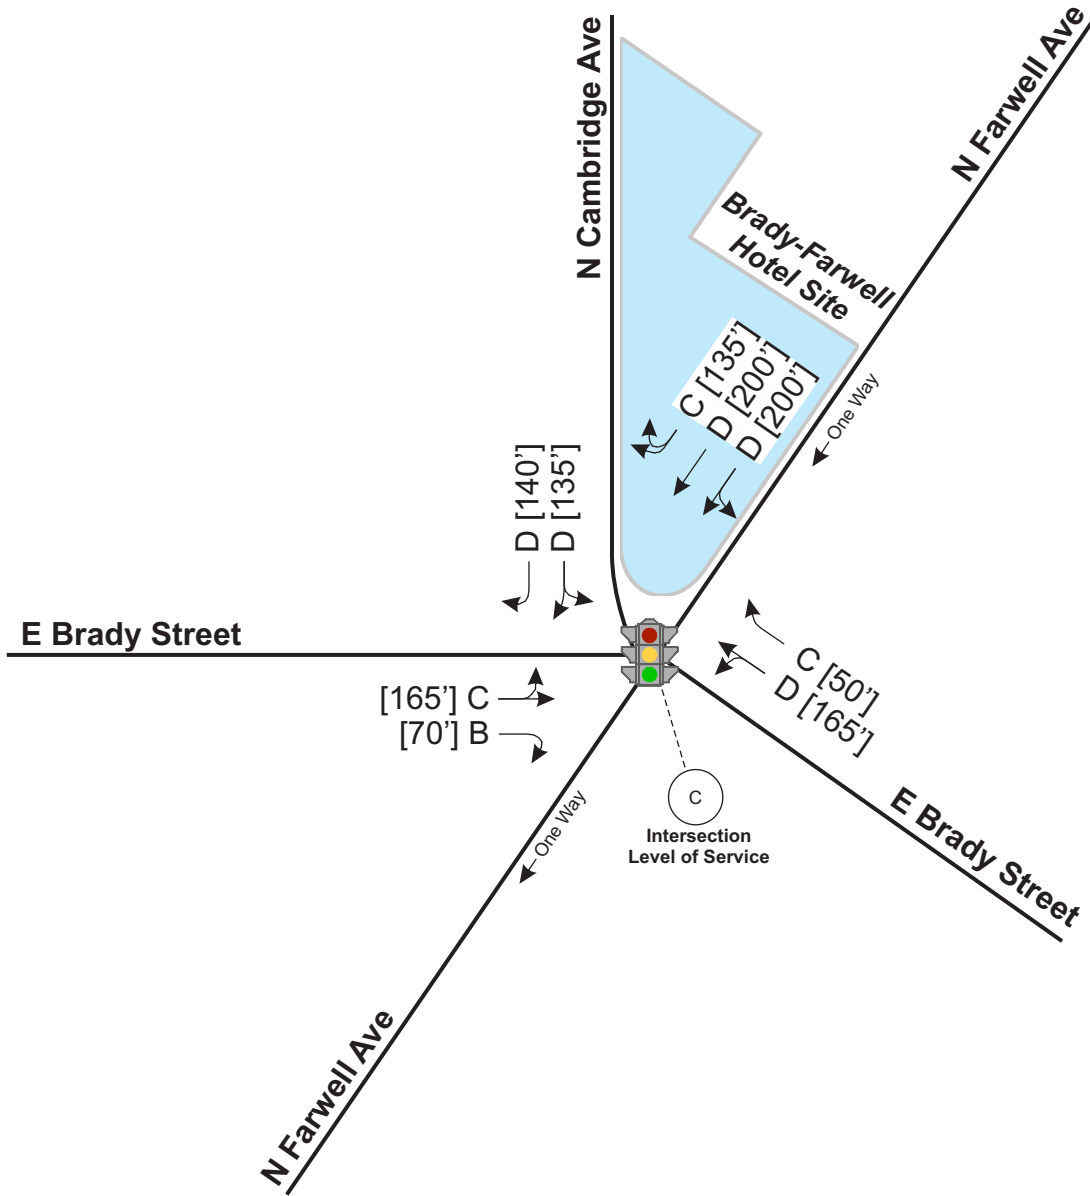 N Cambridge Ave
N Farwell Ave
Brady-Farwell
Hotel Site
C [135’]
D [200’]
D [200’]
One Way
D [140’]
D [135’]
E Brady Street
[165’] C
[70’] B
C [50’]
D [165’]
C
Intersection
Level of Service
One Way
E Brady Street
N Farwell Ave